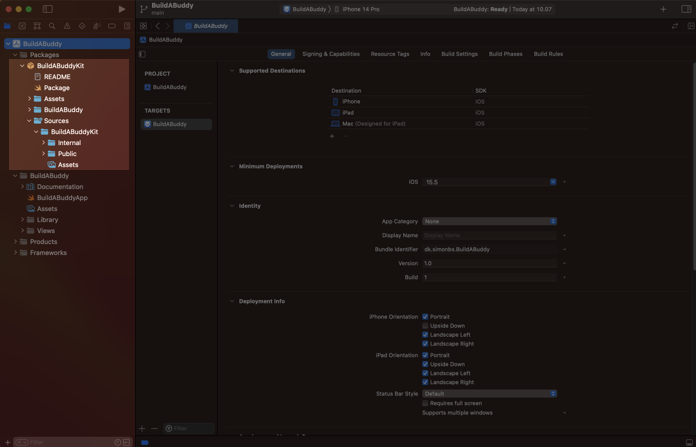 BuildABuddy
main
BuildABuddy
iPhone 14 Pro
BuildABuddy: Ready | Today at 10.07
BuildABuddy
BuildABuddy
BuildABuddy
Packages
BuildABuddyKit
README
Package
Assets
BuildABuddy
Sources
BuildABuddyKit
Internal
Public
Assets
BuildABuddy
Documentation
BuildABuddyApp
Assets
Library
Views
Products
Frameworks
Filter
PROJECT
BuildABuddy
TARGETS
BuildABuddy
Filter
General
Signing & Capabilities
Resource Tags
Info
Build Settings
Build Phases
Build Rules
Supported Destinations
Destination SDK
iPhone iOS
iPad iOS
Mac (Designed for iPad) iOS
Minimum Deployments
iOS 15.5
Identity
App Category None
Display Name Display Name
Bundle Identifier dk.simonbs.BuildABuddy
Version 1.0
Build 1
Deployment Info
iPhone Orientation Portrait
Upside Down
Landscape Left
Landscape Right
iPad Orientation Portrait
Upside Down
Landscape Left
Landscape Right
Status Bar Style Default
Requires full screen
Supports multiple windows